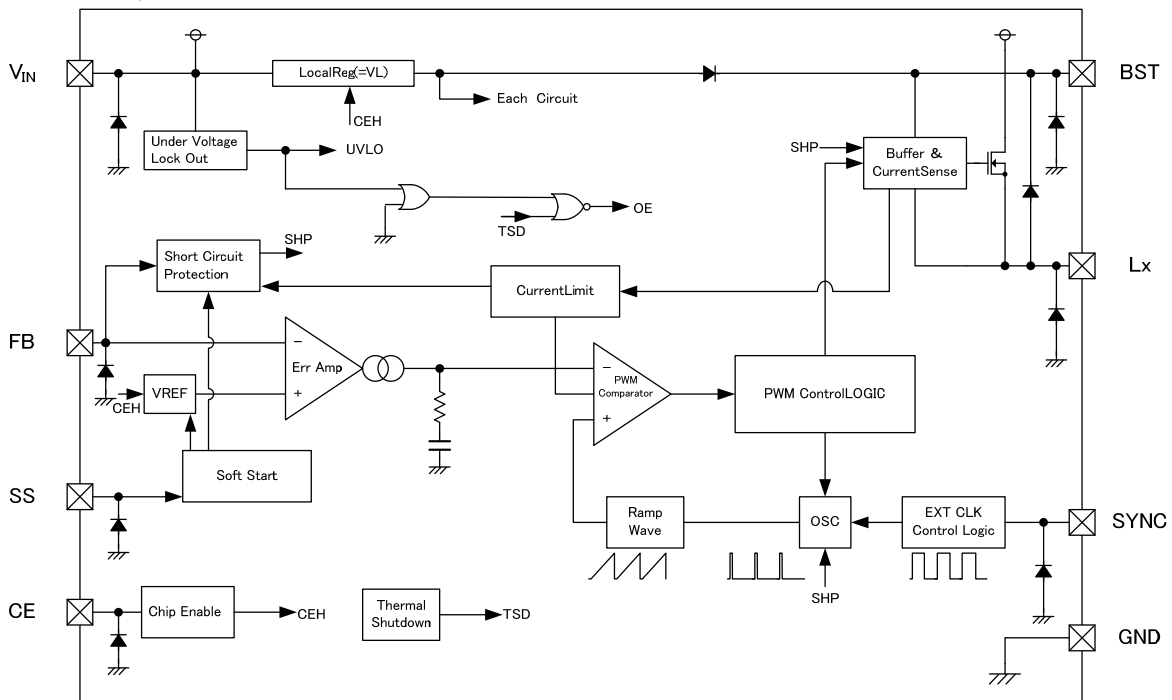 VIN
LocalReg(=VL)
BST
Each Circuit
CEH
Under Voltage
Lock Out
UVLO
SHP
Buffer &
CurrentSense
OE
TSD
SHP
Short Circuit
Protection
CurrentLimit
Lx
FB
−
Err Amp
+
−
PWM
Comparator
+
PWM ControlLOGIC
CEH
VREF
Soft Start
SS
Ramp
Wave
OSC
EXT CLK
Control Logic
SYNC
SHP
CE
Chip Enable
CEH
Thermal
Shutdown
TSD
GND